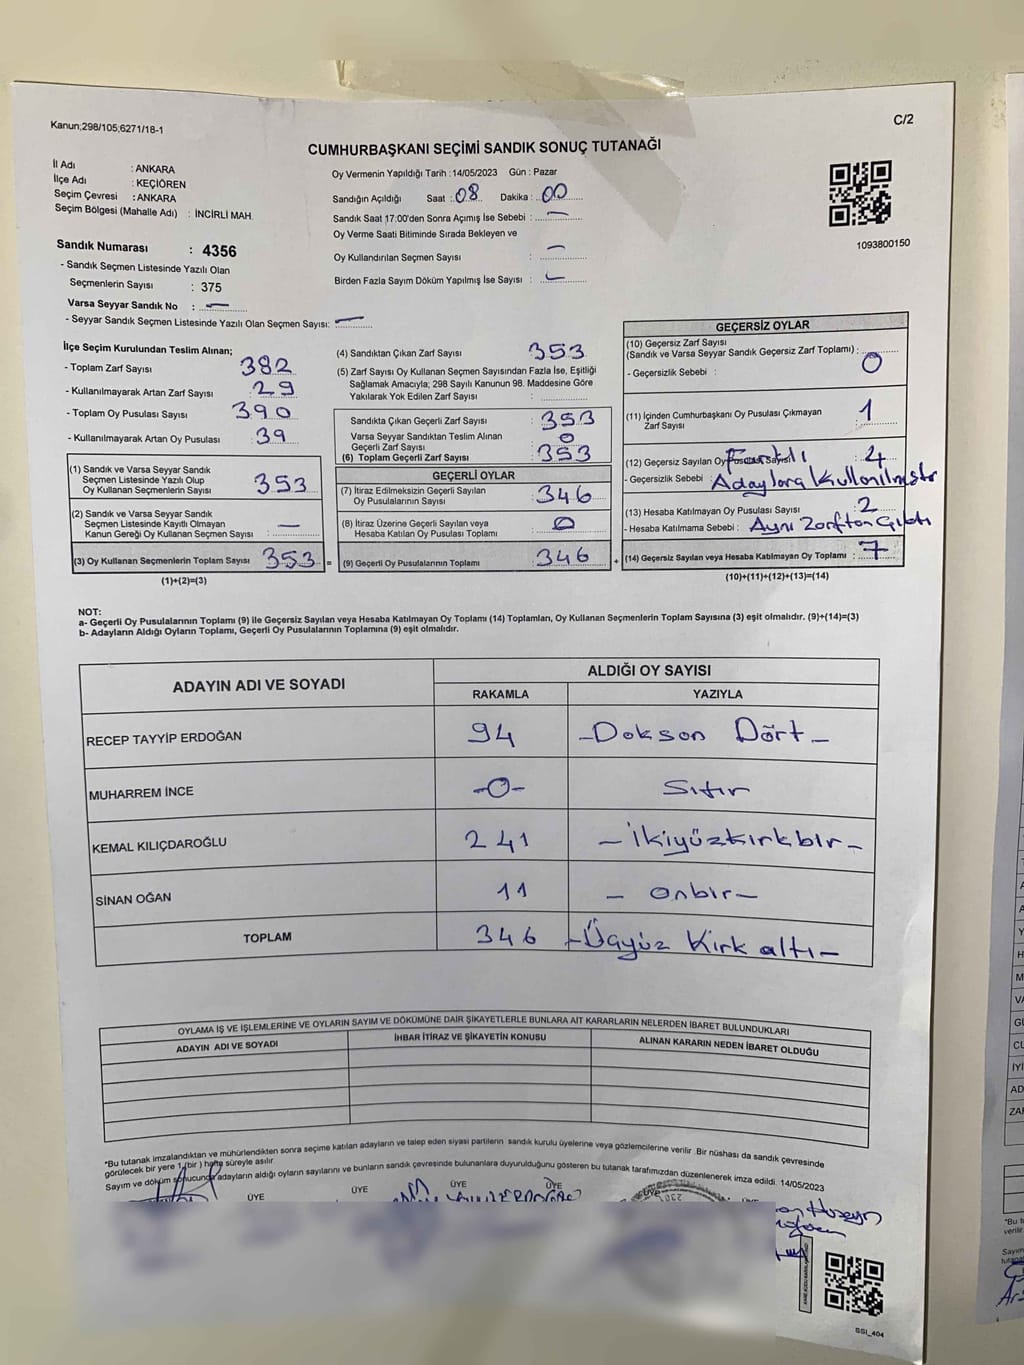 Kanun;298/105;6271/18-1
C/2
CUMHURBAŞKANI SEÇİMİ SANDIK SONUÇ TUTANAĞI
İl Adı : ANKARA
İlçe Adı : KEÇİÖREN
Seçim Çevresi : ANKARA
Seçim Bölgesi (Mahalle Adı) : İNCİRLİ MAH.
Sandık Numarası : 4356
- Sandık Seçmen Listesinde Yazılı Olan
Seçmenlerin Sayısı : 375
Varsa Seyyar Sandık No : —
- Seyyar Sandık Seçmen Listesinde Yazılı Olan Seçmen Sayısı: —
Oy Vermenin Yapıldığı Tarih : 14/05/2023 Gün : Pazar
Sandığın Açıldığı Saat : 08 Dakika : 00
Sandık Saat 17:00'den Sonra Açımış İse Sebebi : —
Oy Verme Saati Bitiminde Sırada Bekleyen ve
Oy Kullandırılan Seçmen Sayısı : —
Birden Fazla Sayım Döküm Yapılmış İse Sayısı : —
1093800150
İlçe Seçim Kurulundan Teslim Alınan;
- Toplam Zarf Sayısı : 382
- Kullanılmayarak Artan Zarf Sayısı : 29
- Toplam Oy Pusulası Sayısı : 390
- Kullanılmayarak Artan Oy Pusulası : 39
(1) Sandık ve Varsa Seyyar Sandık
Seçmen Listesinde Yazılı Olup
Oy Kullanan Seçmenlerin Sayısı : 353
(2) Sandık ve Varsa Seyyar Sandık
Seçmen Listesinde Kayıtlı Olmayan
Kanun Gereği Oy Kullanan Seçmen Sayısı : —
(3) Oy Kullanan Seçmenlerin Toplam Sayısı 353 =
(1)+(2)=(3)
(4) Sandıktan Çıkan Zarf Sayısı : 353
(5) Zarf Sayısı Oy Kullanan Seçmen Sayısından Fazla İse, Eşitliği
Sağlamak Amacıyla; 298 Sayılı Kanunun 98. Maddesine Göre
Yakılarak Yok Edilen Zarf Sayısı :
Sandıkta Çıkan Geçerli Zarf Sayısı : 353
Varsa Seyyar Sandıktan Teslim Alınan
Geçerli Zarf Sayısı : 0
(6) Toplam Geçerli Zarf Sayısı : 353
GEÇERLİ OYLAR
(7) İtiraz Edilmeksizin Geçerli Sayılan
Oy Pusulalarının Sayısı : 346
(8) İtiraz Üzerine Geçerli Sayılan veya
Hesaba Katılan Oy Pusulası Toplamı : 0
(9) Geçerli Oy Pusulalarının Toplamı : 346 +
GEÇERSİZ OYLAR
(10) Geçersiz Zarf Sayısı
(Sandık ve Varsa Seyyar Sandık Geçersiz Zarf Toplamı) : 0
- Geçersizlik Sebebi :
(11) İçinden Cumhurbaşkanı Oy Pusulası Çıkmayan
Zarf Sayısı : 1
(12) Geçersiz Sayılan Oy Pusulası Sayısı : 4
- Geçersizlik Sebebi : Farklı Adaylara Kullanılmıştır
(13) Hesaba Katılmayan Oy Pusulası Sayısı : 2
- Hesaba Katılmama Sebebi : Aynı Zarftan Çıktı
(14) Geçersiz Sayılan veya Hesaba Katılmayan Oy Toplamı : 7
(10)+(11)+(12)+(13)=(14)
NOT:
a- Geçerli Oy Pusulalarının Toplamı (9) ile Geçersiz Sayılan veya Hesaba Katılmayan Oy Toplamı (14) Toplamları, Oy Kullanan Seçmenlerin Toplam Sayısına (3) eşit olmalıdır. (9)+(14)=(3)
b- Adayların Aldığı Oyların Toplamı, Geçerli Oy Pusulalarının Toplamına (9) eşit olmalıdır.
ADAYIN ADI VE SOYADI ALDIĞI OY SAYISI
RAKAMLA YAZIYLA
RECEP TAYYİP ERDOĞAN 94 -Doksan Dört-
MUHARREM İNCE -0- Sıfır
KEMAL KILIÇDAROĞLU 241 -İkiyüzkırkbir-
SİNAN OĞAN 11 - onbir-
TOPLAM 346 -Üçyüz Kırk altı-
OYLAMA İŞ VE İŞLEMLERİNE VE OYLARIN SAYIM VE DÖKÜMÜNE DAİR ŞİKAYETLERLE BUNLARA AİT KARARLARIN NELERDEN İBARET BULUNDUKLARI
ADAYIN ADI VE SOYADI İHBAR İTİRAZ VE ŞİKAYETİN KONUSU ALINAN KARARIN NEDEN İBARET OLDUĞU
*Bu tutanak imzalandıktan ve mühürlendikten sonra seçime katılan adayların ve talep eden siyasi partilerin sandık kurulu üyelerine veya gözlemcilerine verilir. Bir nüshası da sandık çevresinde
görülecek bir yere 1 (bir) hafta süreyle asılır.
Sayım ve döküm sonucunda adayların aldığı oyların sayılarını ve bunların sandık çevresinde bulunanlara duyurulduğunu gösteren bu tutanak tarafımızdan düzenlenerek imza edildi. 14/05/2023
ÜYE ÜYE ÜYE ÜYE ÜYE
Hüseyin
SSI_404